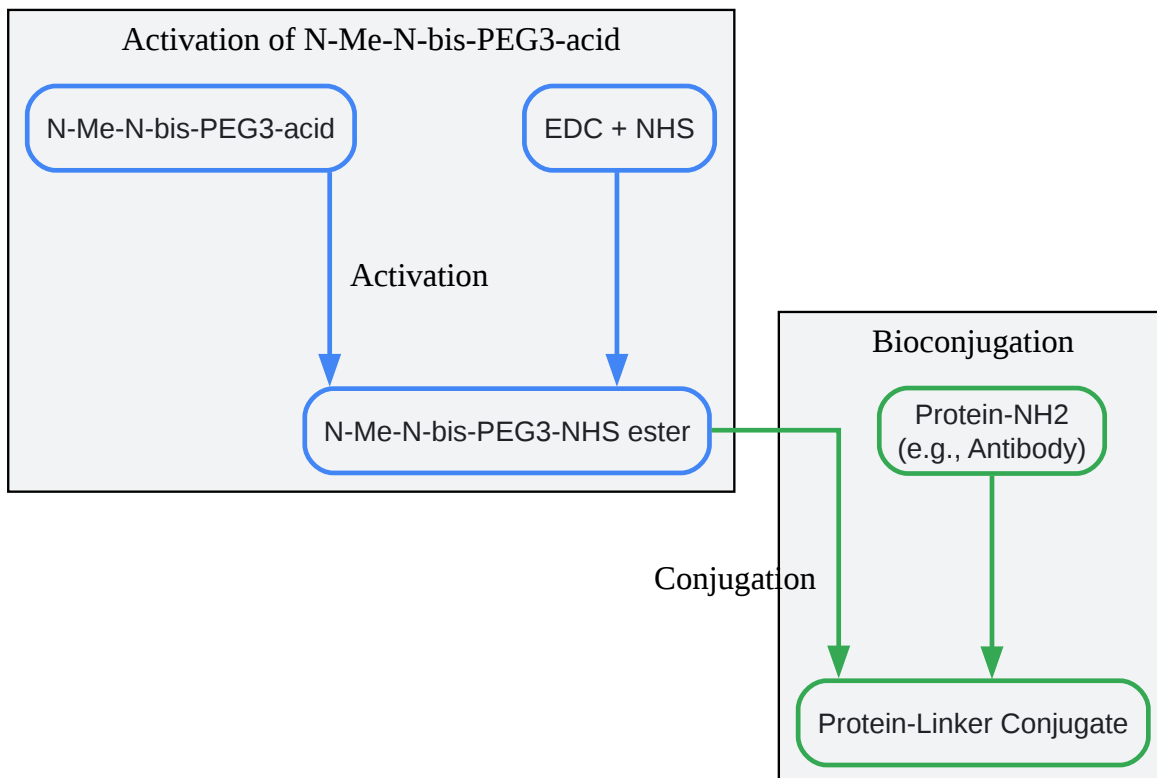 Activation of N-Me-N-bis-PEG3-acid
N-Me-N-bis-PEG3-acid
EDC + NHS
Activation
N-Me-N-bis-PEG3-NHS ester
Bioconjugation
Protein-NH2
(e.g., Antibody)
Conjugation
Protein-Linker Conjugate